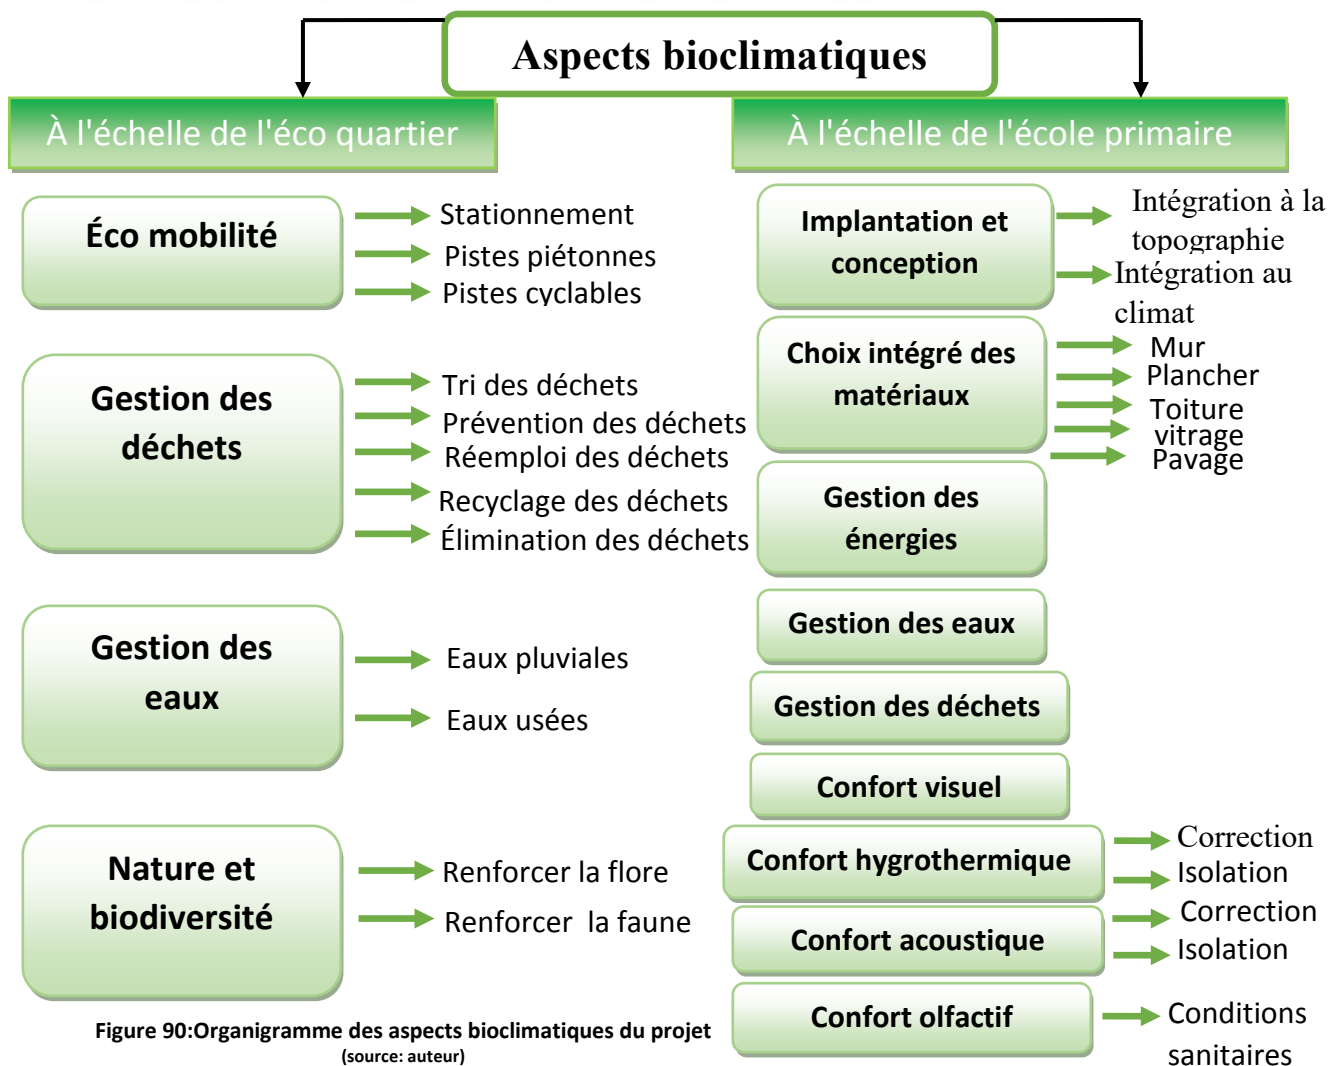 Aspects bioclimatiques
À l'échelle de l'éco quartier
Éco mobilité
Stationnement
Pistes piétonnes
Pistes cyclables
Gestion des
déchets
Tri des déchets
Prévention des déchets
Réemploi des déchets
Recyclage des déchets
Élimination des déchets
Gestion des
eaux
Eaux pluviales
Eaux usées
Nature et
biodiversité
Renforcer la flore
Renforcer  la faune
À l'échelle de l'école primaire
Implantation et
conception
Intégration à la
topographie
Intégration au
climat
Choix intégré des
matériaux
Mur
Plancher
Toiture
vitrage
Pavage
Gestion des
énergies
Gestion des eaux
Gestion des déchets
Confort visuel
Confort hygrothermique
Correction
Isolation
Confort acoustique
Correction
Isolation
Confort olfactif
Conditions
sanitaires
Figure 90:Organigramme des aspects bioclimatiques du projet
(source: auteur)